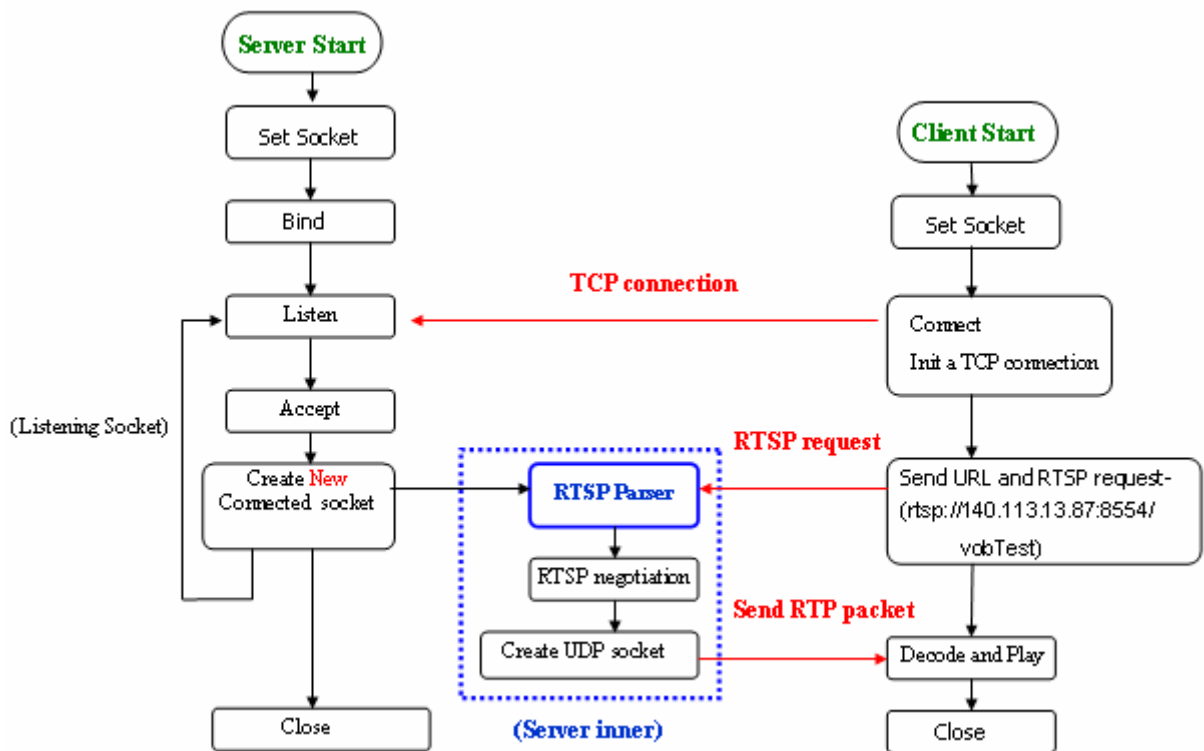 Server Start
Set Socket
Bind
Listen
(Listening Socket)
Accept
Create New
Connected socket
Close
TCP connection
RTSP request
RTSP Parser
RTSP negotiation
Create UDP socket
(Server inner)
Send RTP packet
Client Start
Set Socket
Connect
Init a TCP connection
Send URL and RTSP request-
(rtsp://140.113.13.87:8554/
vobTest)
Decode and Play
Close